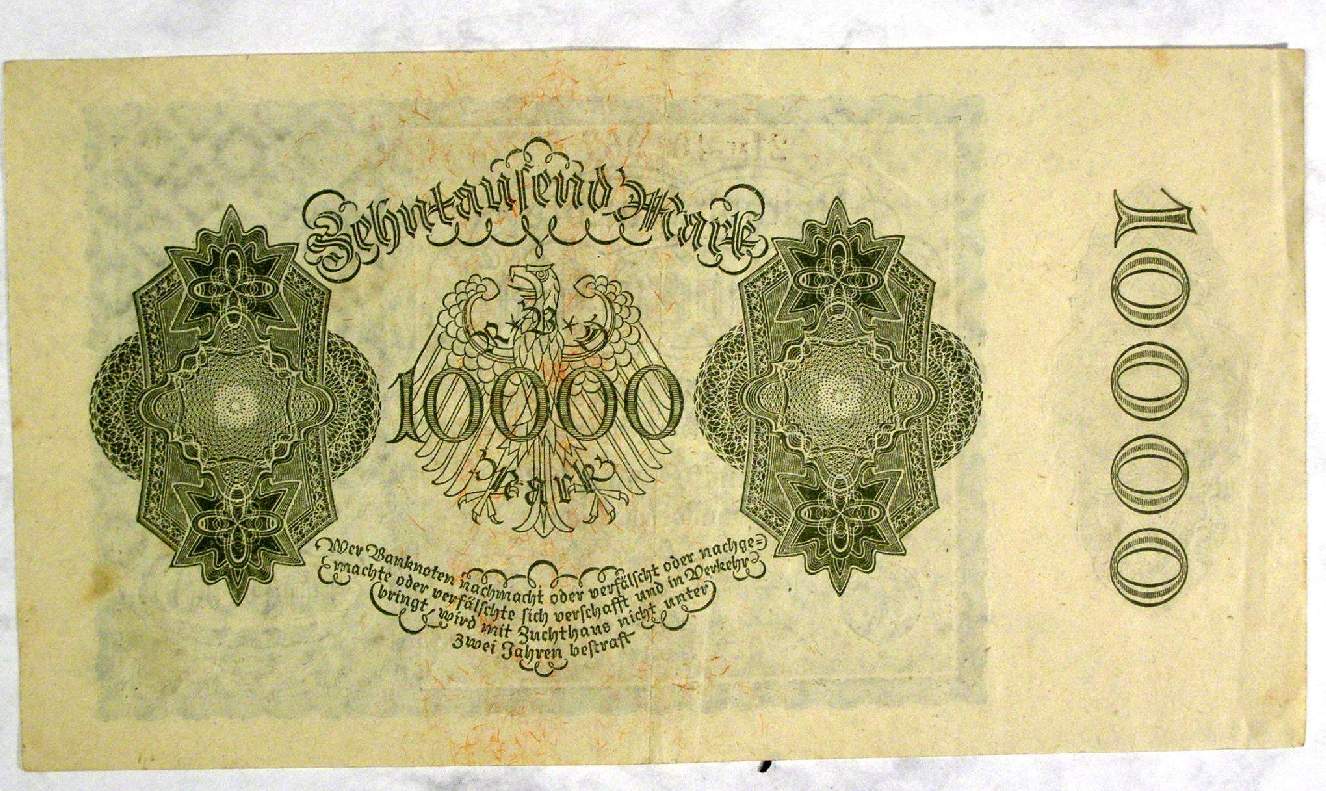 Zehntausend Mark
R * B * D
10000
Mark
Wer Banknoten nachmacht oder verfälscht oder nachge=
machte oder verfälschte sich verschafft und in Verkehr
bringt, wird mit Zuchthaus nicht unter
zwei Jahren bestraft
10000